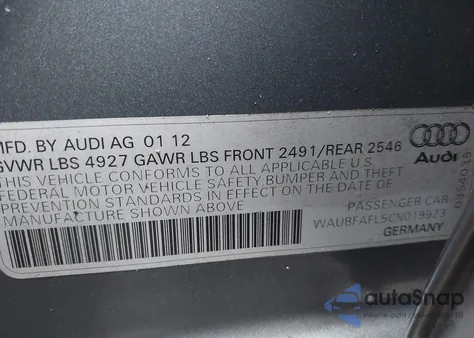 MFD. BY AUDI AG 01 12
GVWR LBS 4927 GAWR LBS FRONT 2491/REAR 2546
THIS VEHICLE CONFORMS TO ALL APPLICABLE U.S.
FEDERAL MOTOR VEHICLE SAFETY BUMPER AND THEFT
PREVENTION STANDARDS IN EFFECT ON THE DATE OF
MANUFACTURE SHOWN ABOVE
PASSENGER CAR
WAUBFAFL5CN019923
GERMANY
Audi
autoSnap